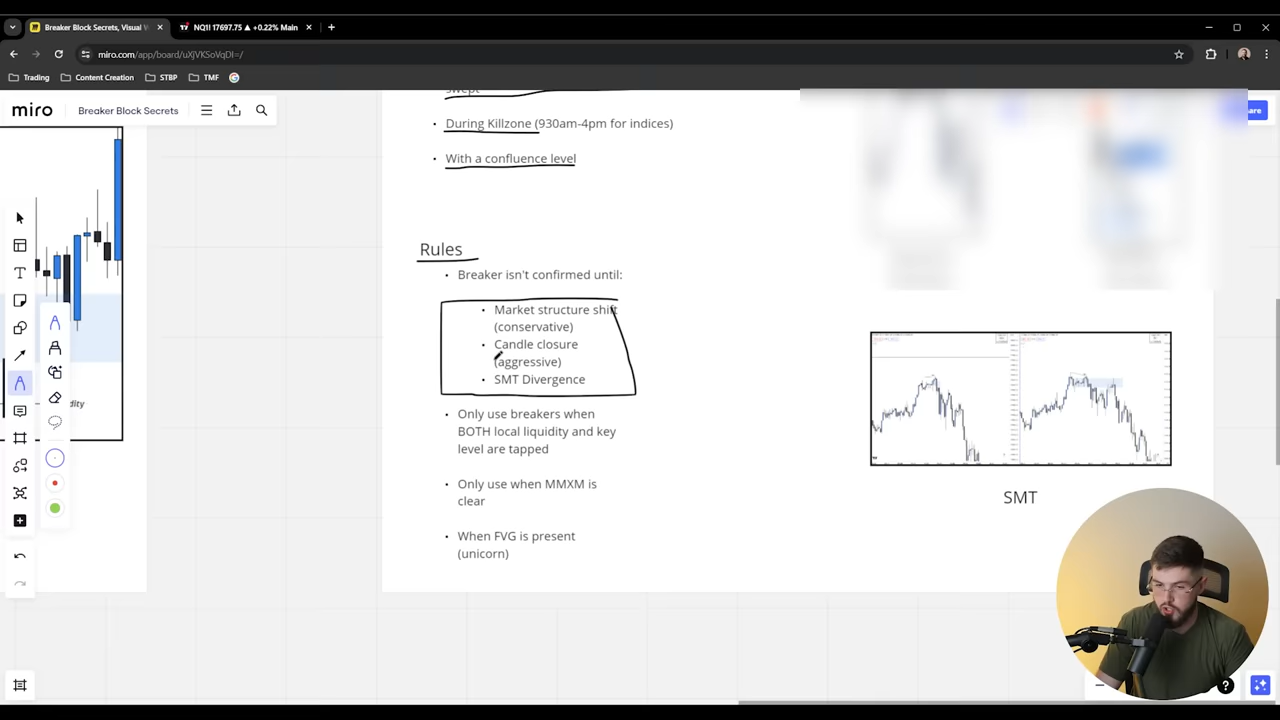 Breaker Block Secrets, Visual
NQ1! 17697.75 ▲ +0.22% Main
miro.com/app/board/uXjVKSoVqDI=/
Trading
Content Creation
STBP
TMF
miro
Breaker Block Secrets
swept
• During Killzone (930am-4pm for indices)
• With a confluence level
Rules
• Breaker isn't confirmed until:
• Market structure shift
(conservative)
• Candle closure
(aggressive)
• SMT Divergence
• Only use breakers when
BOTH local liquidity and key
level are tapped
• Only use when MMXM is
clear
• When FVG is present
(unicorn)
SMT